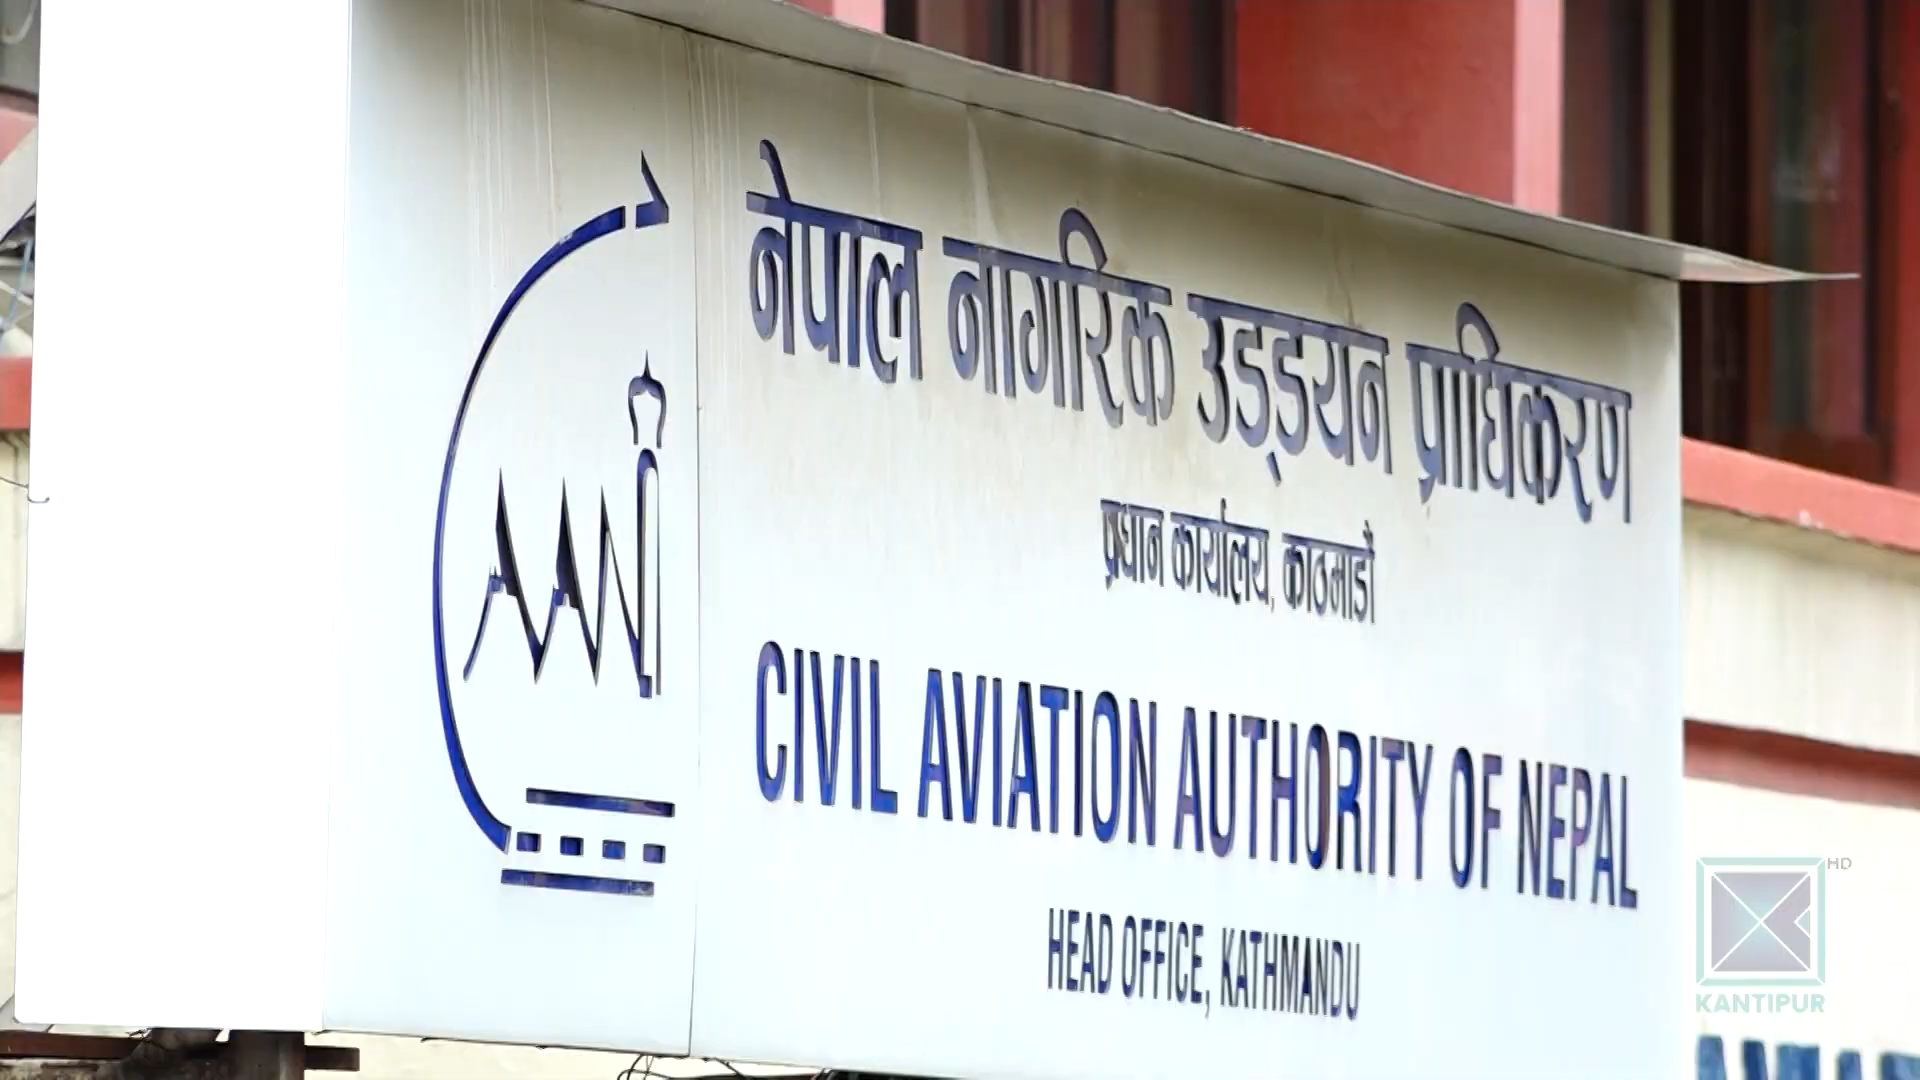 नेपाल नागरिक उड्डयन प्राधिकरण
प्रधान कार्यालय, काठमाडौं
CIVIL AVIATION AUTHORITY OF NEPAL
HEAD OFFICE, KATHMANDU
HD
KANTIPUR